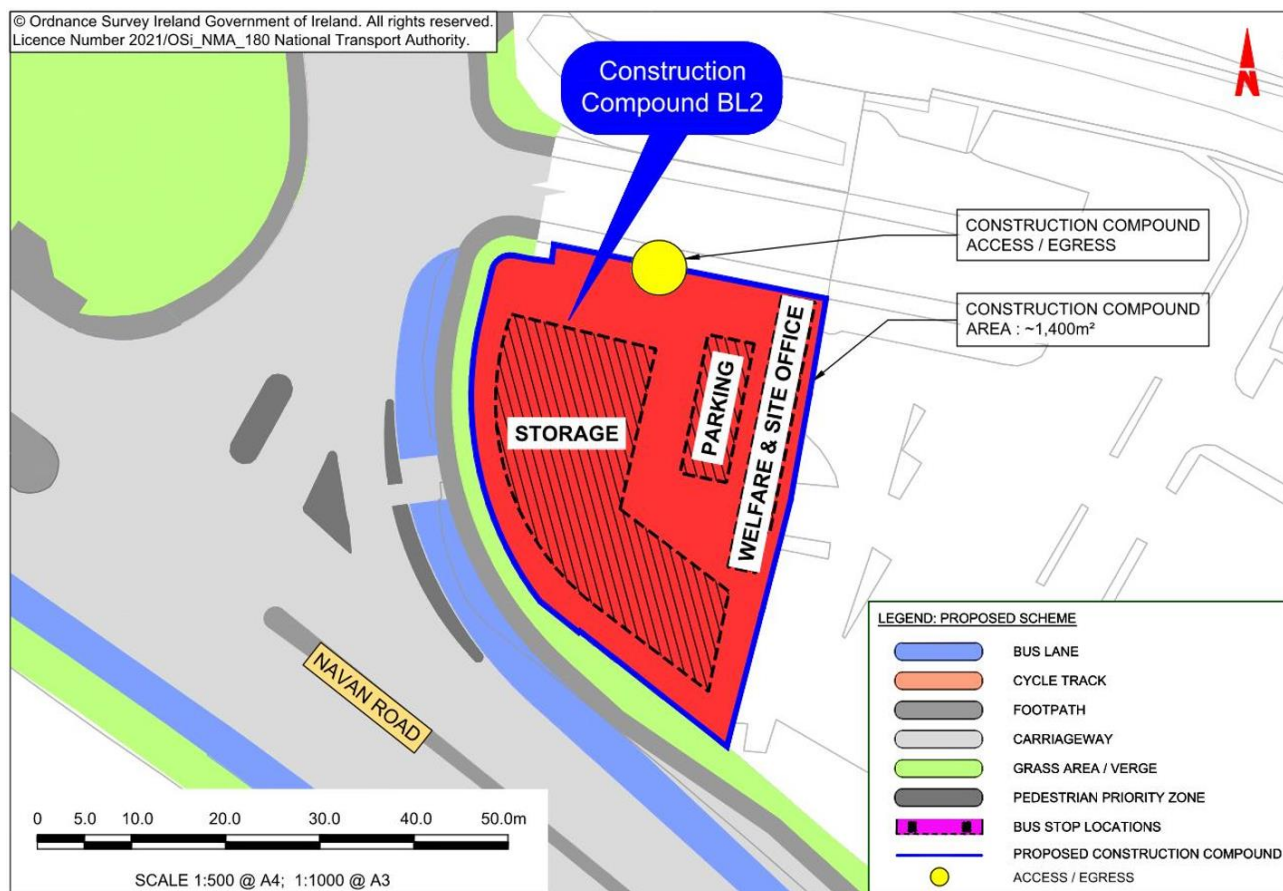 © Ordnance Survey Ireland Government of Ireland. All rights reserved.
Licence Number 2021/OSi_NMA_180 National Transport Authority.
Construction
Compound BL2
N
CONSTRUCTION COMPOUND
ACCESS / EGRESS
CONSTRUCTION COMPOUND
AREA : ~1,400m²
STORAGE
PARKING
WELFARE & SITE OFFICE
NAVAN ROAD
LEGEND: PROPOSED SCHEME
BUS LANE
CYCLE TRACK
FOOTPATH
CARRIAGEWAY
GRASS AREA / VERGE
PEDESTRIAN PRIORITY ZONE
BUS STOP LOCATIONS
PROPOSED CONSTRUCTION COMPOUND
ACCESS / EGRESS
0 5.0 10.0 20.0 30.0 40.0 50.0m
SCALE 1:500 @ A4; 1:1000 @ A3